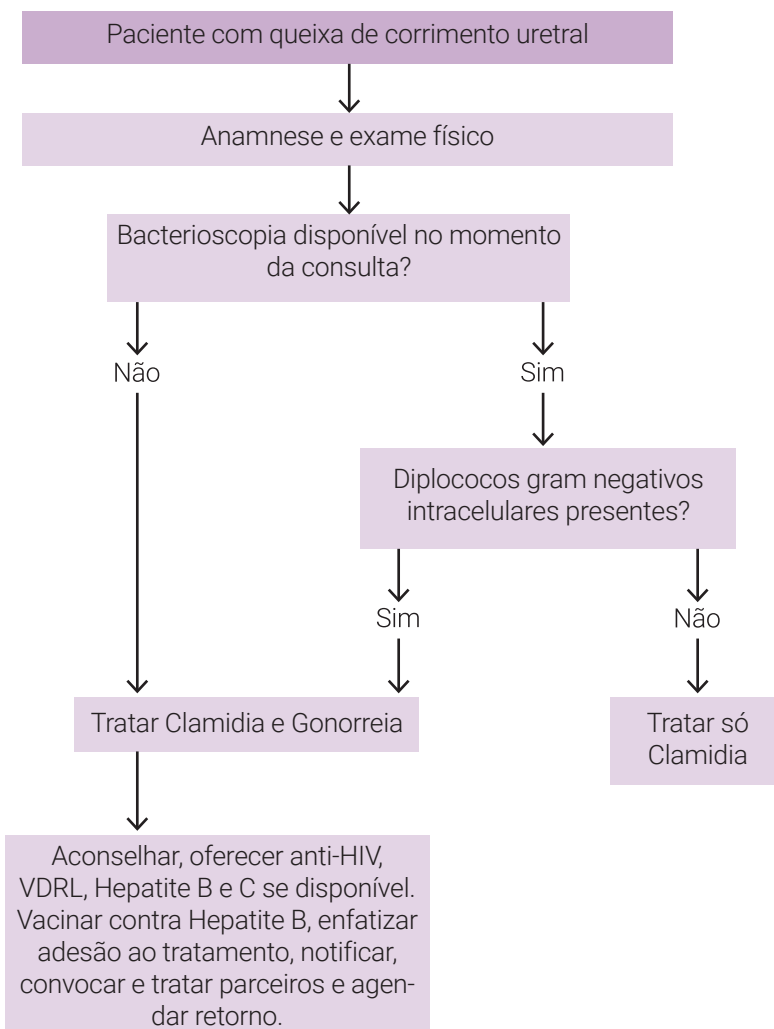 Paciente com queixa de corrimento uretral
Anamnese e exame físico
Bacterioscopia disponível no momento
da consulta?
Não
Sim
Diplococos gram negativos
intracelulares presentes?
Sim
Não
Tratar Clamidia e Gonorreia
Tratar só
Clamidia
Aconselhar, oferecer anti-HIV,
VDRL, Hepatite B e C se disponível.
Vacinar contra Hepatite B, enfatizar
adesão ao tratamento, notificar,
convocar e tratar parceiros e agen-
dar retorno.